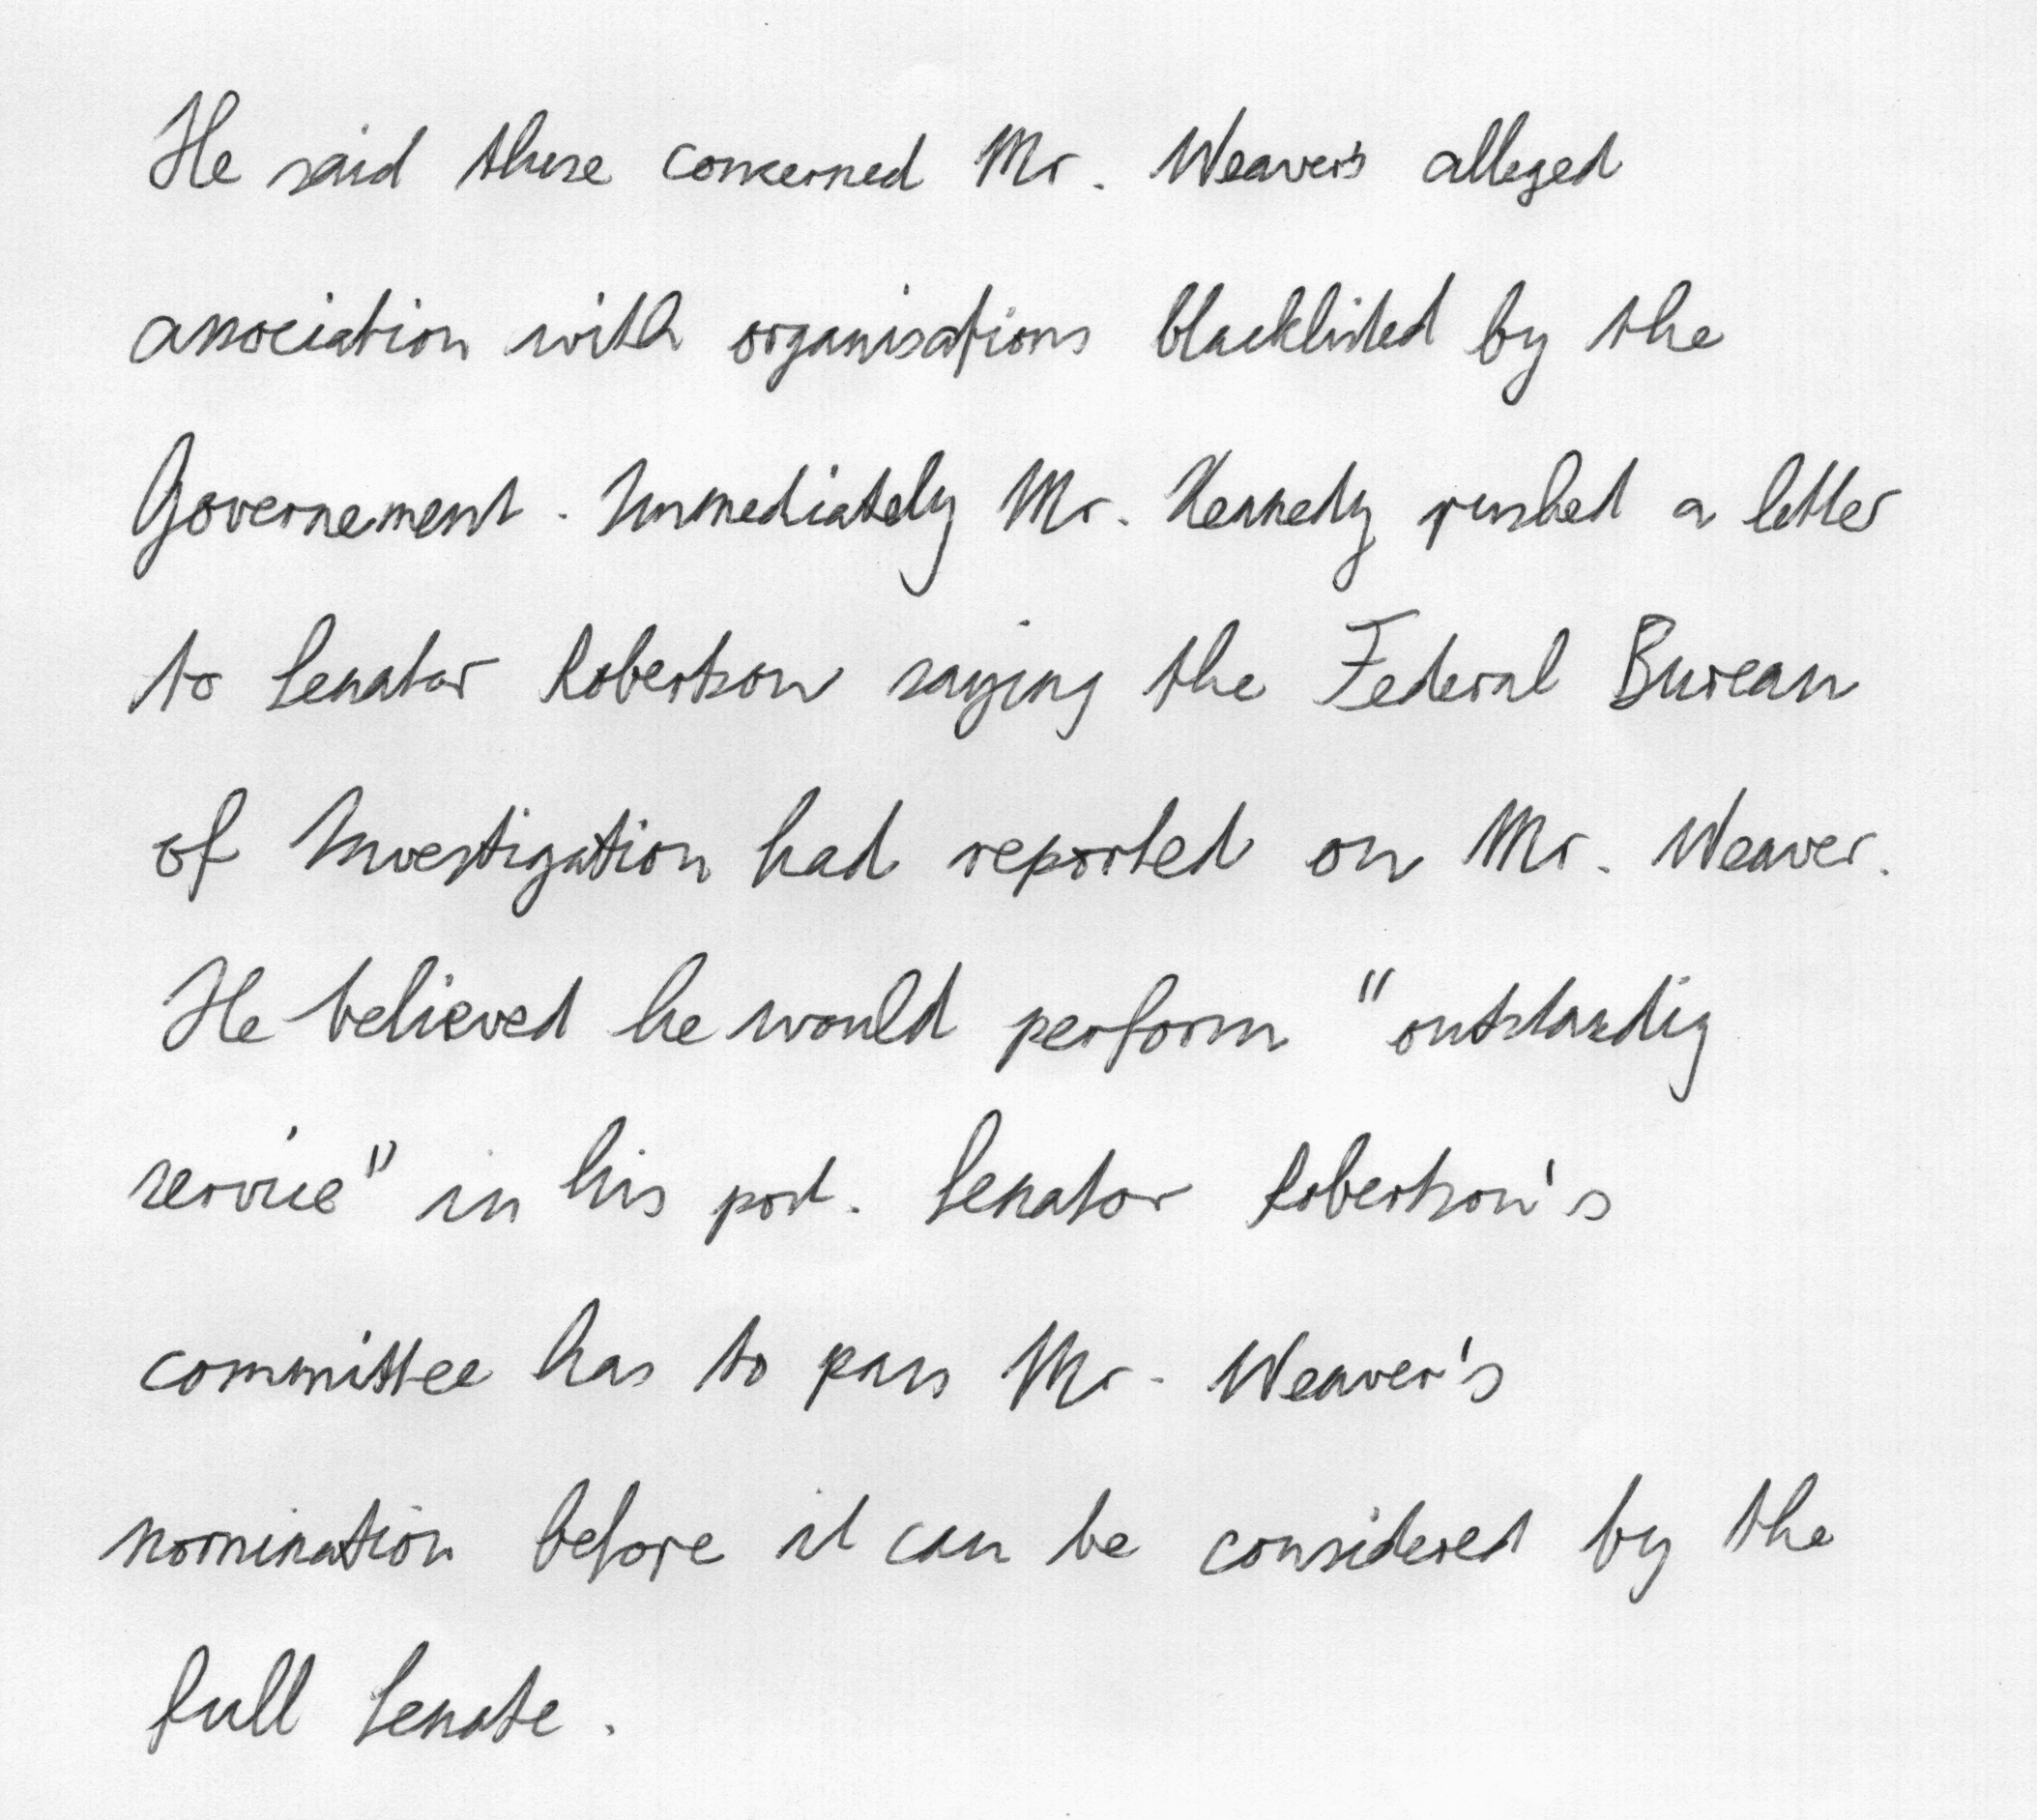 He said these concerned Mr. Weaver's alleged
association with organisations blacklisted by the
Governement. Immediately Mr. Kennedy rushed a letter
to Senator Robertson saying the Federal Bureau
of Investigation had reported on Mr. Weaver.
He believed he would perform "outstandig
service" in his post. Senator Robertson's
committee has to pass Mr. Weaver's
nomination before it can be considered by the
full Senate.